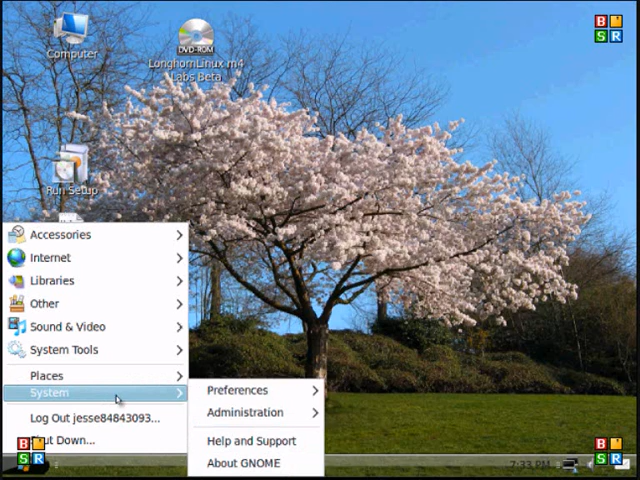 Computer
DVD-ROM
LonghornLinux m4
Labs Beta
Run Setup
Accessories
Internet
Libraries
Other
Sound & Video
System Tools
Places
System
Log Out jesse84843093...
ut Down...
Preferences
Administration
Help and Support
About GNOME
7:33 PM
B
S R
B
S R
B
S R